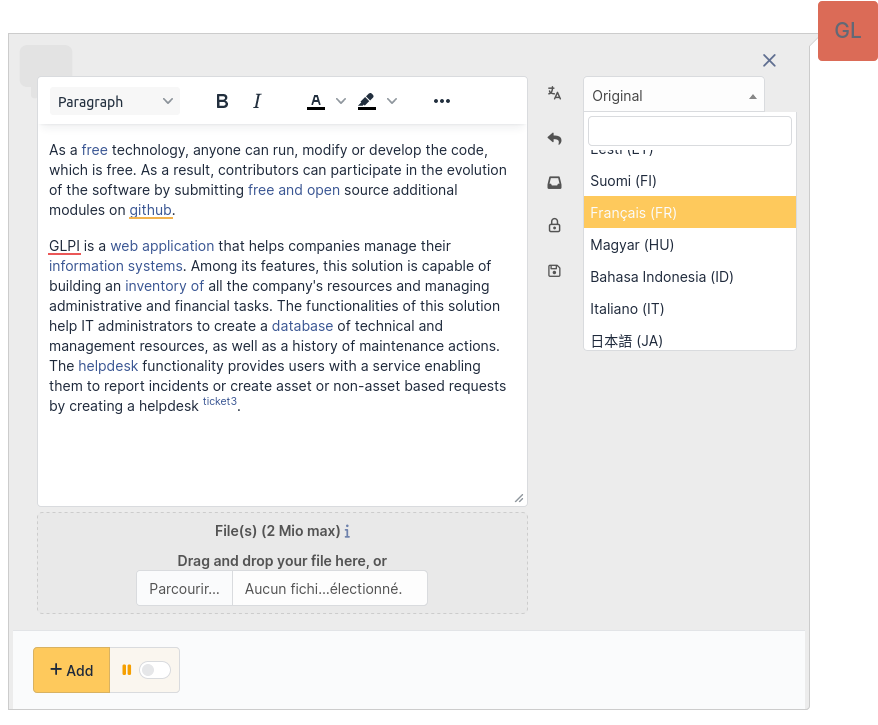 GL
Paragraph
B I A
As a free technology, anyone can run, modify or develop the code,
which is free. As a result, contributors can participate in the evolution
of the software by submitting free and open source additional
modules on github.
GLPI is a web application that helps companies manage their
information systems. Among its features, this solution is capable of
building an inventory of all the company's resources and managing
administrative and financial tasks. The functionalities of this solution
help IT administrators to create a database of technical and
management resources, as well as a history of maintenance actions.
The helpdesk functionality provides users with a service enabling
them to report incidents or create asset or non-asset based requests
by creating a helpdesk ticket3.
Original
Eesti (ET)
Suomi (FI)
Français (FR)
Magyar (HU)
Bahasa Indonesia (ID)
Italiano (IT)
日本語 (JA)
File(s) (2 Mio max) i
Drag and drop your file here, or
Parcourir... Aucun fichi...électionné.
+ Add